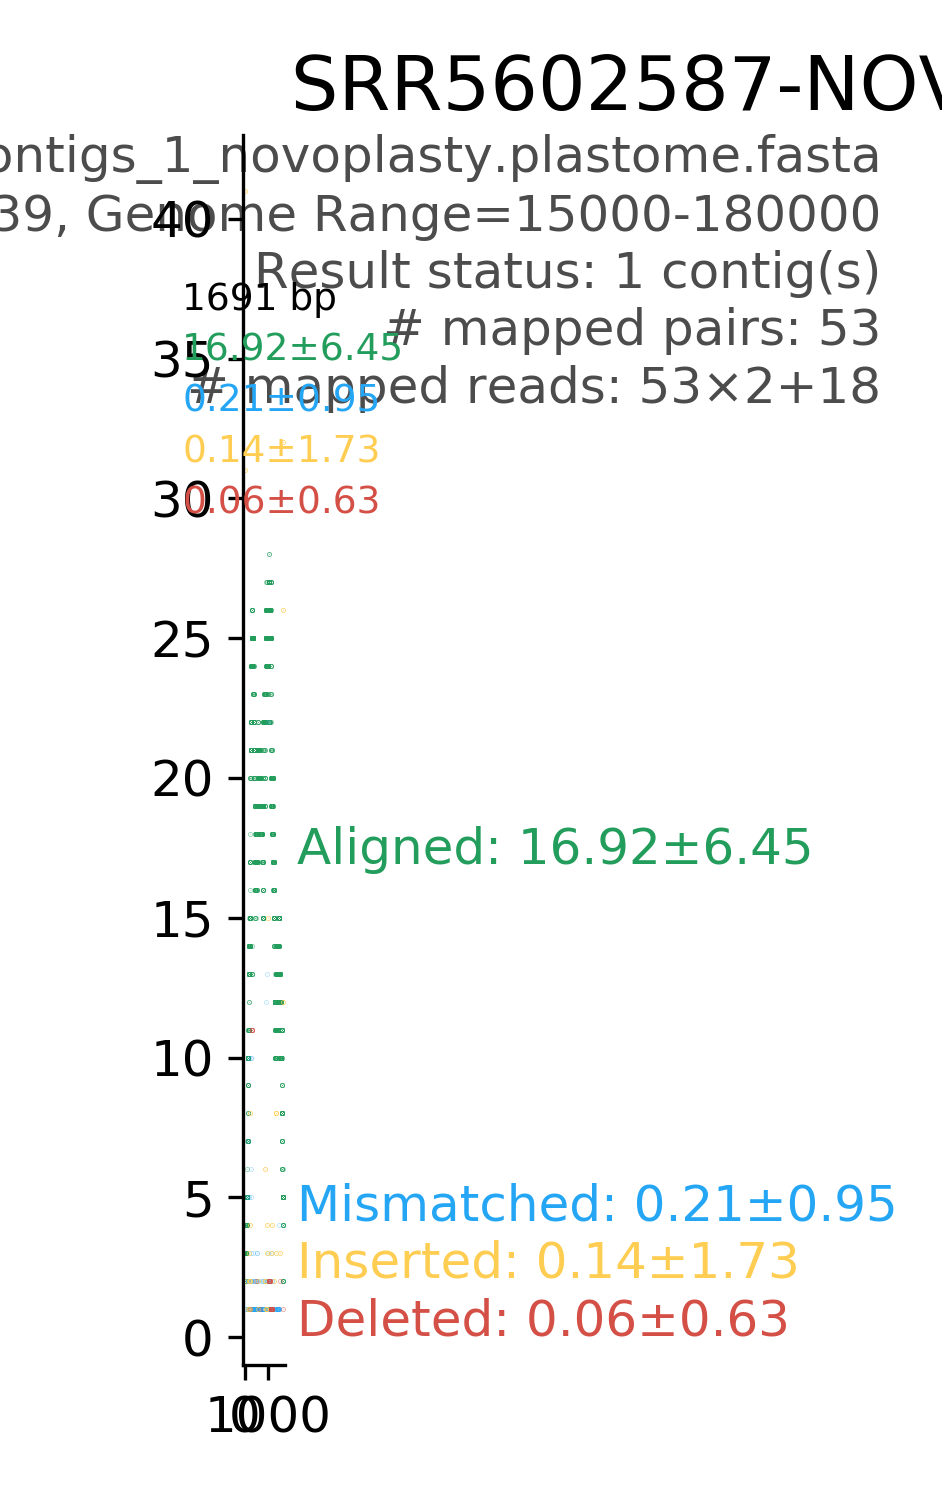 SRR5602587-NOV
ontigs_1_novoplasty.plastome.fasta
39, Genome Range=15000-180000
Result status: 1 contig(s)
# mapped pairs: 53
# mapped reads: 53×2+18
1691 bp
16.92±6.45
0.21±0.95
0.14±1.73
0.06±0.63
40
35
30
25
20
15
10
5
0
Aligned: 16.92±6.45
Mismatched: 0.21±0.95
Inserted: 0.14±1.73
Deleted: 0.06±0.63
0
1000